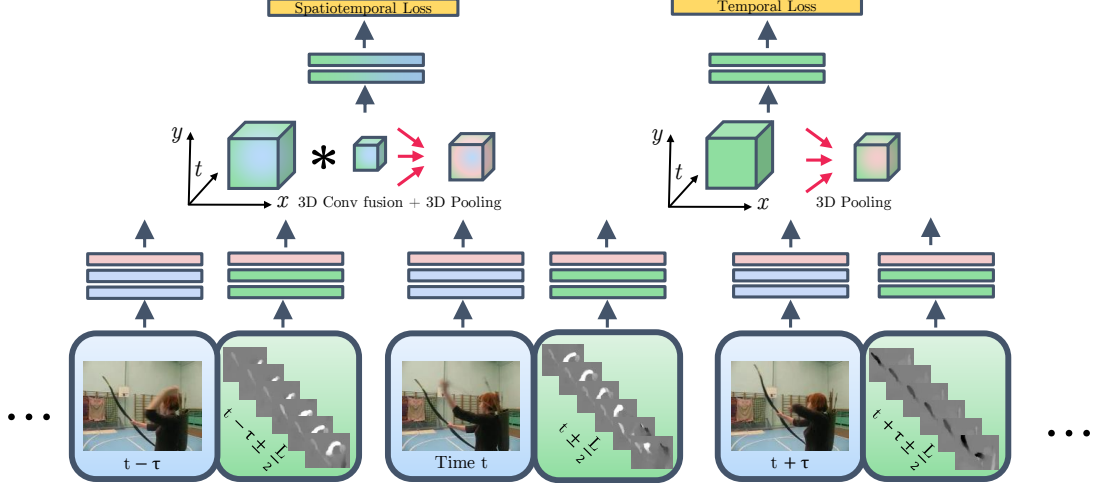 Spatiotemporal Loss
Temporal Loss
y
t
x
*
3D Conv fusion + 3D Pooling
y
t
x
3D Pooling
...
t − τ
t − τ ± L/2
Time t
t ± L/2
t + τ
t + τ ± L/2
...